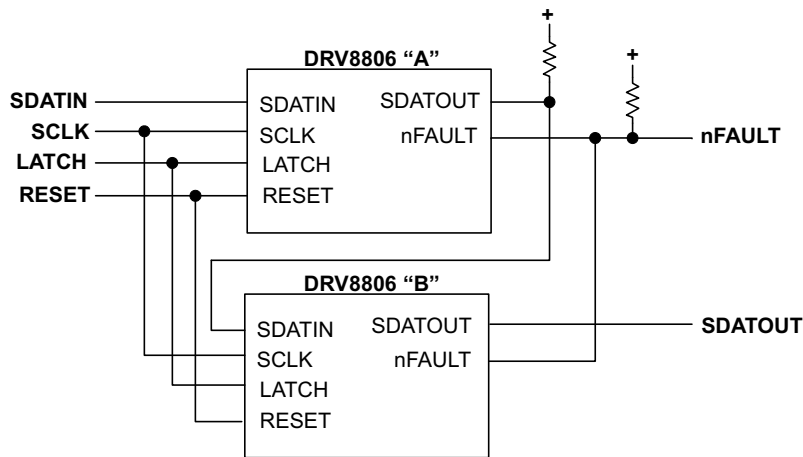 +
+
DRV8806 “A”
SDATIN
SCLK
LATCH
RESET
SDATIN
SCLK
LATCH
RESET
SDATOUT
nFAULT
nFAULT
DRV8806 “B”
SDATIN
SCLK
LATCH
RESET
SDATOUT
nFAULT
SDATOUT